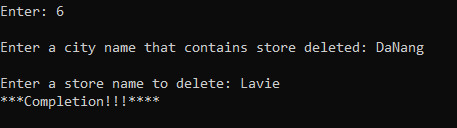 Enter: 6
Enter a city name that contains store deleted: DaNang
Enter a store name to delete: Lavie
***Completion!!!****